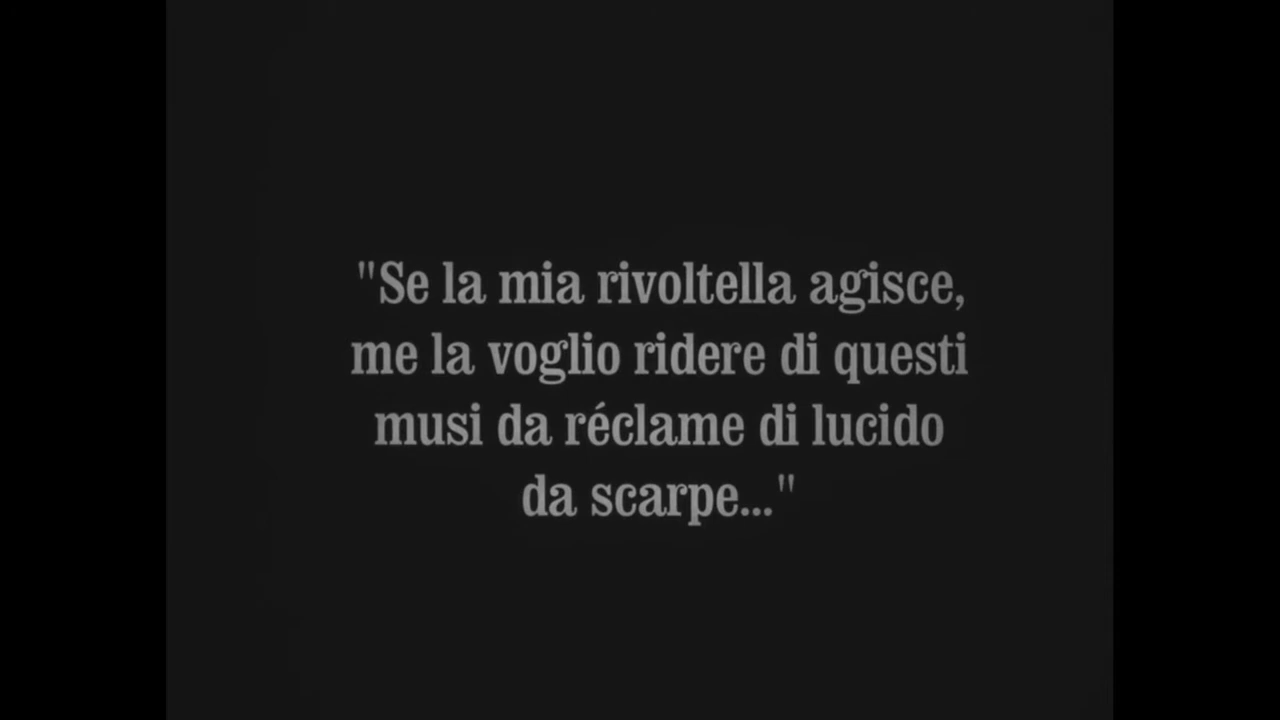 "Se la mia rivoltella agisce,
me la voglio ridere di questi
musi da réclame di lucido
da scarpe..."